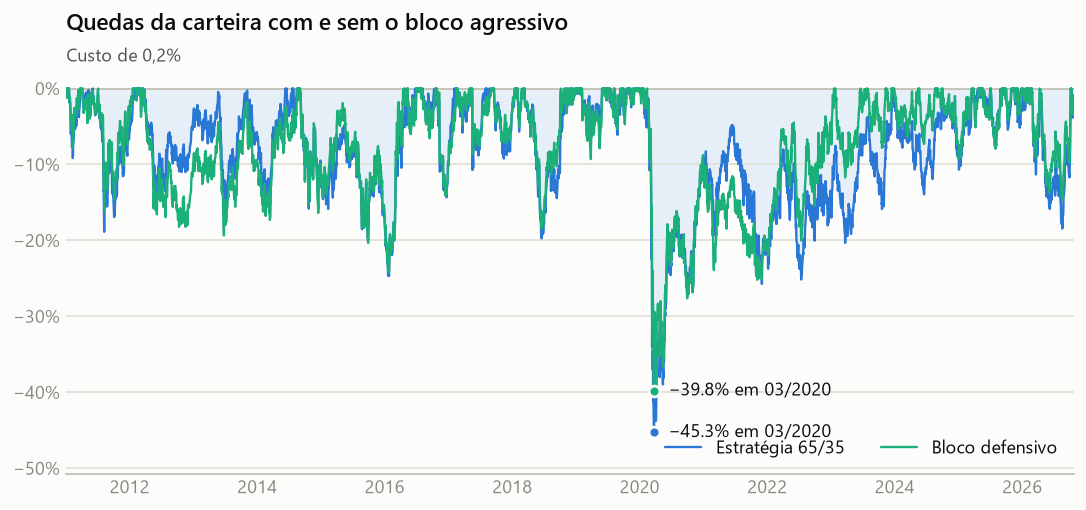 Quedas da carteira com e sem o bloco agressivo
Custo de 0,2%
0%
−10%
−20%
−30%
−40%
−50%
−39.8% em 03/2020
−45.3% em 03/2020
Estratégia 65/35
Bloco defensivo
2012
2014
2016
2018
2020
2022
2024
2026